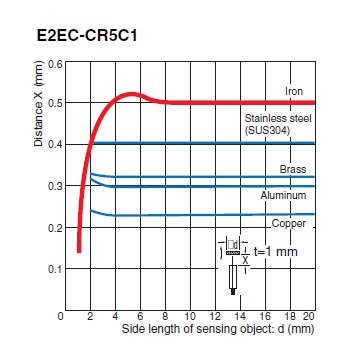 E2EC-CR5C1
Distance X (mm)
0.6
0.5
0.4
0.3
0.2
0.1
Iron
Stainless steel
(SUS304)
Brass
Aluminum
Copper
□d
t=1 mm
X
0 2 4 6 8 10 12 14 16 18 20
Side length of sensing object: d (mm)